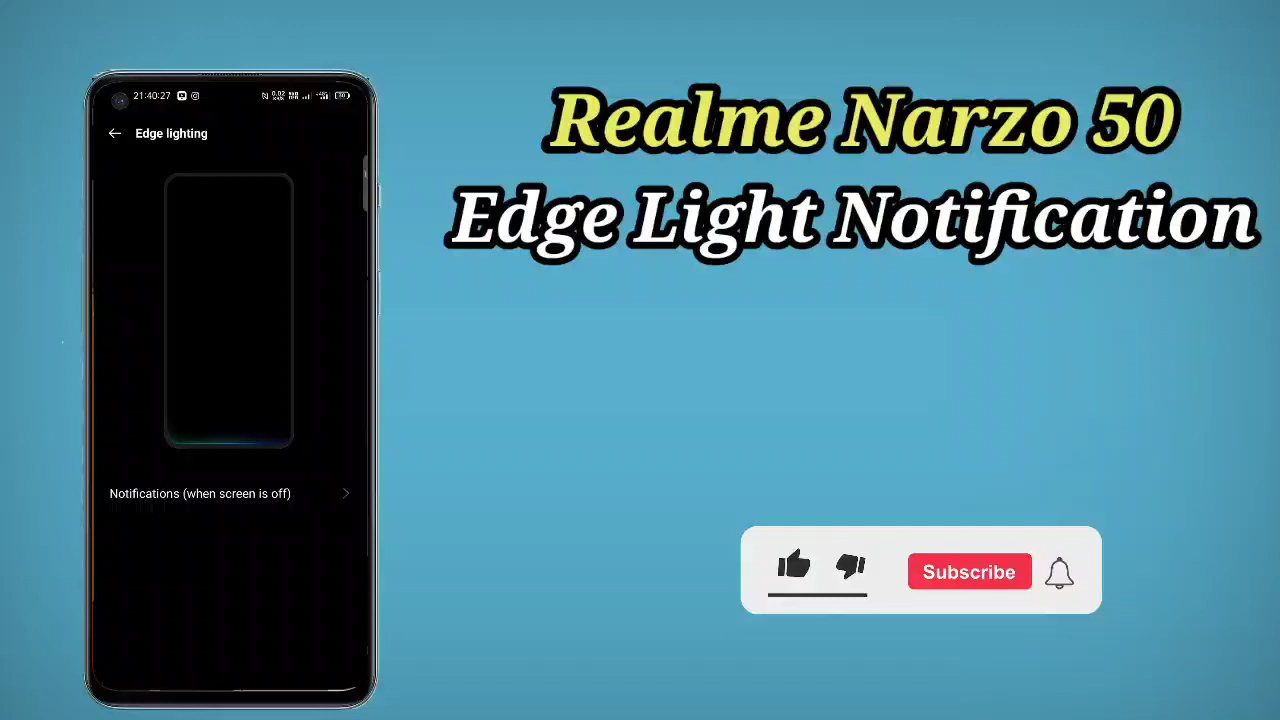 Realme Narzo 50
Edge Light Notification
21:40:27
Edge lighting
Notifications (when screen is off)
Subscribe